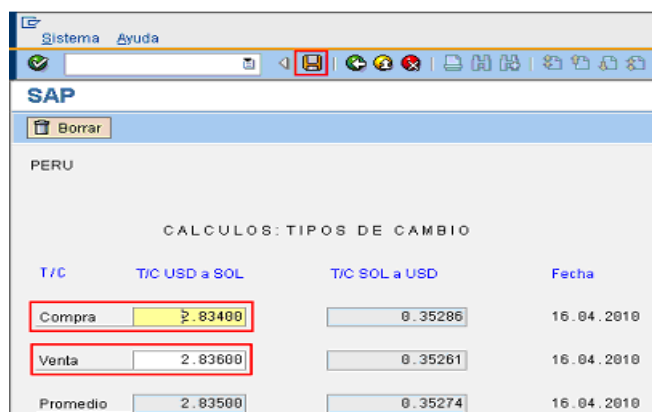 Sistema Ayuda
SAP
Borrar
PERU
CALCULOS: TIPOS DE CAMBIO
T/C T/C USD a SOL T/C SOL a USD Fecha
Compra 2.83400 0.35286 16.04.2010
Venta 2.83600 0.35261 16.04.2010
Promedio 2.83500 0.35274 16.04.2010